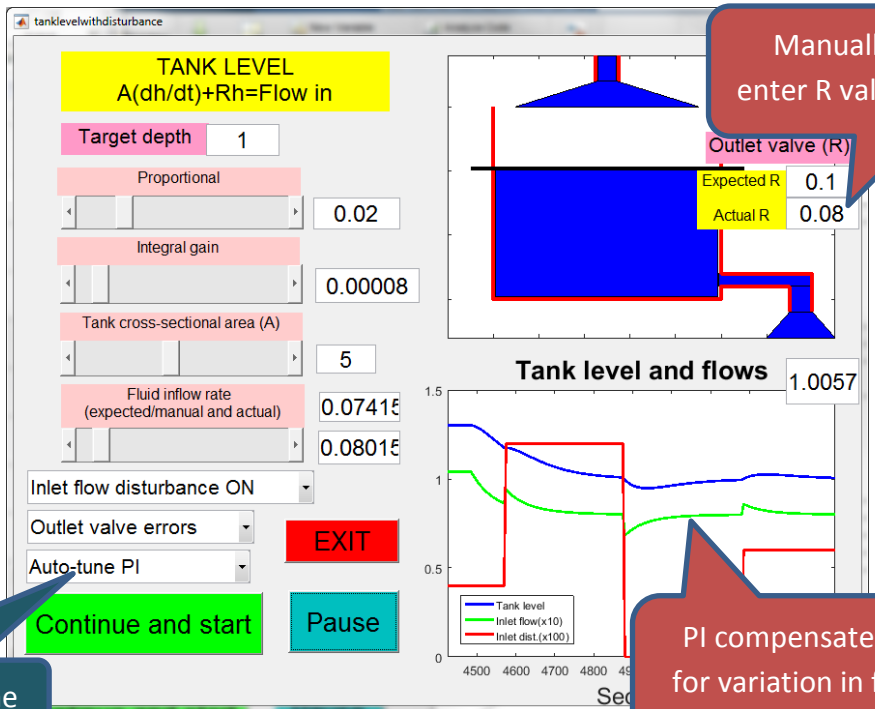 tanklevelwithdisturbance
TANK LEVEL
A(dh/dt)+Rh=Flow in
Target depth 1
Proportional
0.02
Integral gain
0.00008
Tank cross-sectional area (A)
5
Fluid inflow rate
(expected/manual and actual)
0.07415
0.08015
Inlet flow disturbance ON
Outlet valve errors
Auto-tune PI
EXIT
Continue and start
Pause
enter R
Outlet valve (R)
Expected R 0.1
Actual R 0.08
Tank level and flows
1.0057
1.5
1
0.5
0
Tank level
Inlet flow(x10)
Inlet dist.(x100)
4500 4600 4700 4800
PI compensate
for variation in